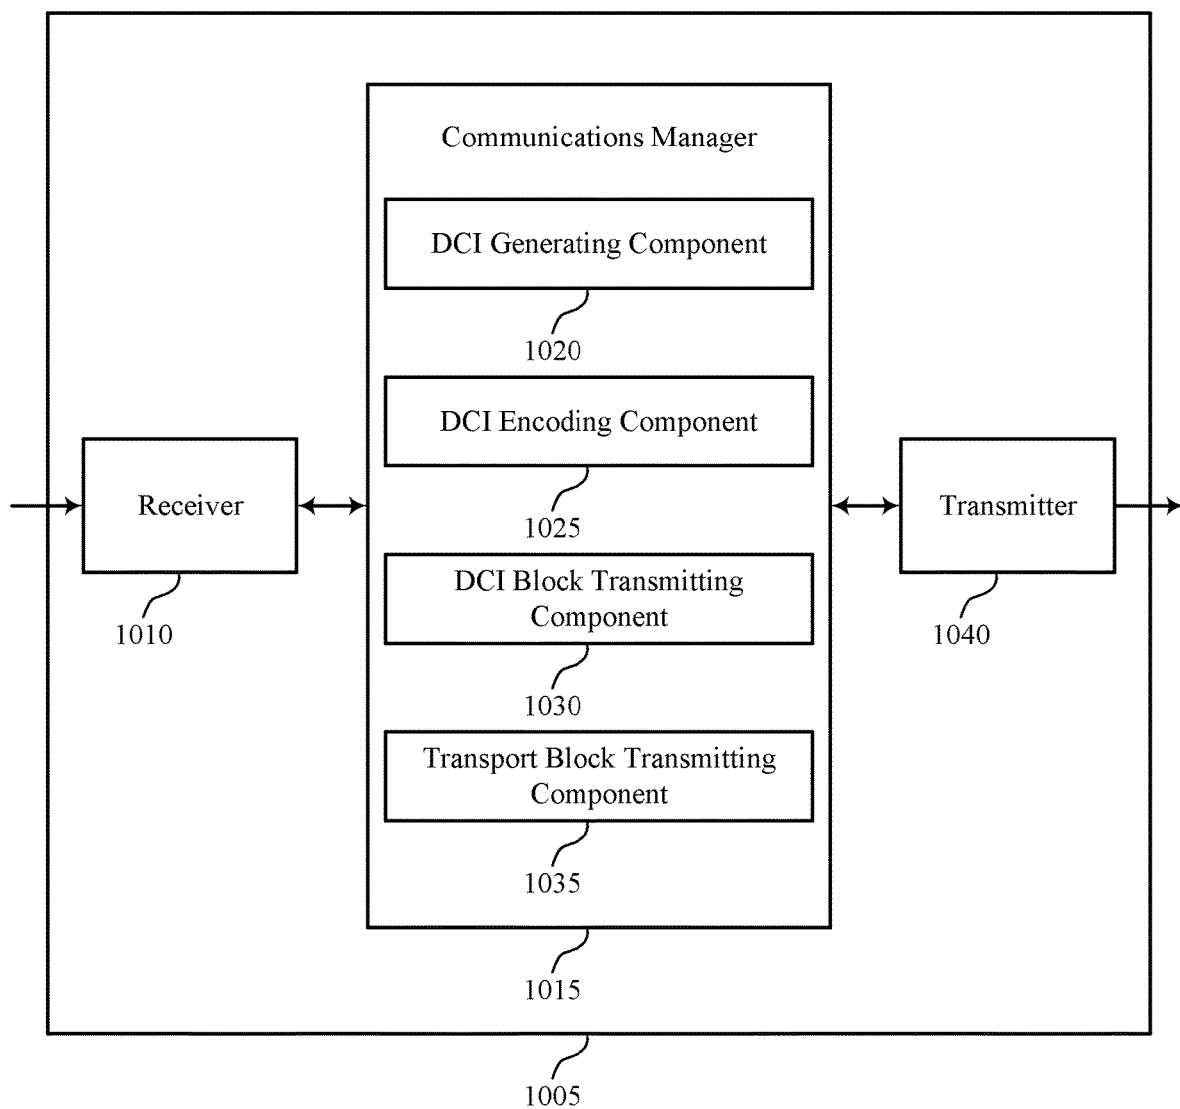 Communications Manager
DCI Generating Component
1020
DCI Encoding Component
1025
Receiver
1010
Transmitter
1040
DCI Block Transmitting
Component
1030
Transport Block Transmitting
Component
1035
1015
1005